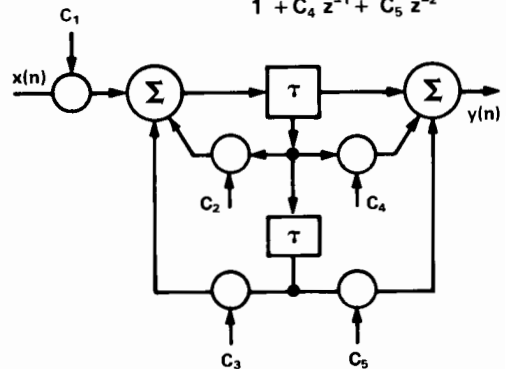 1 + C₄ z⁻¹ + C₅ z⁻²
C₁
x(n)
Σ
τ
Σ
y(n)
C₂
C₄
τ
C₃
C₅